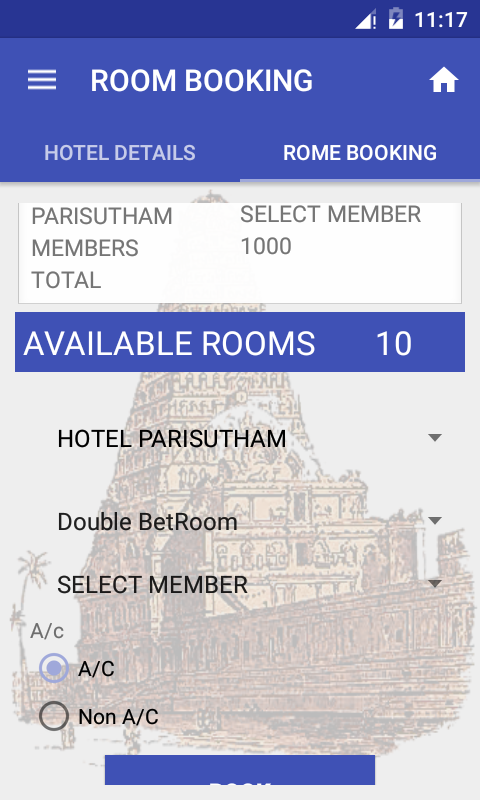 11:17
ROOM BOOKING
HOTEL DETAILS ROME BOOKING
PARISUTHAM SELECT MEMBER
MEMBERS 1000
TOTAL
AVAILABLE ROOMS 10
HOTEL PARISUTHAM
Double BetRoom
SELECT MEMBER
A/c
A/C
Non A/C
BOOK